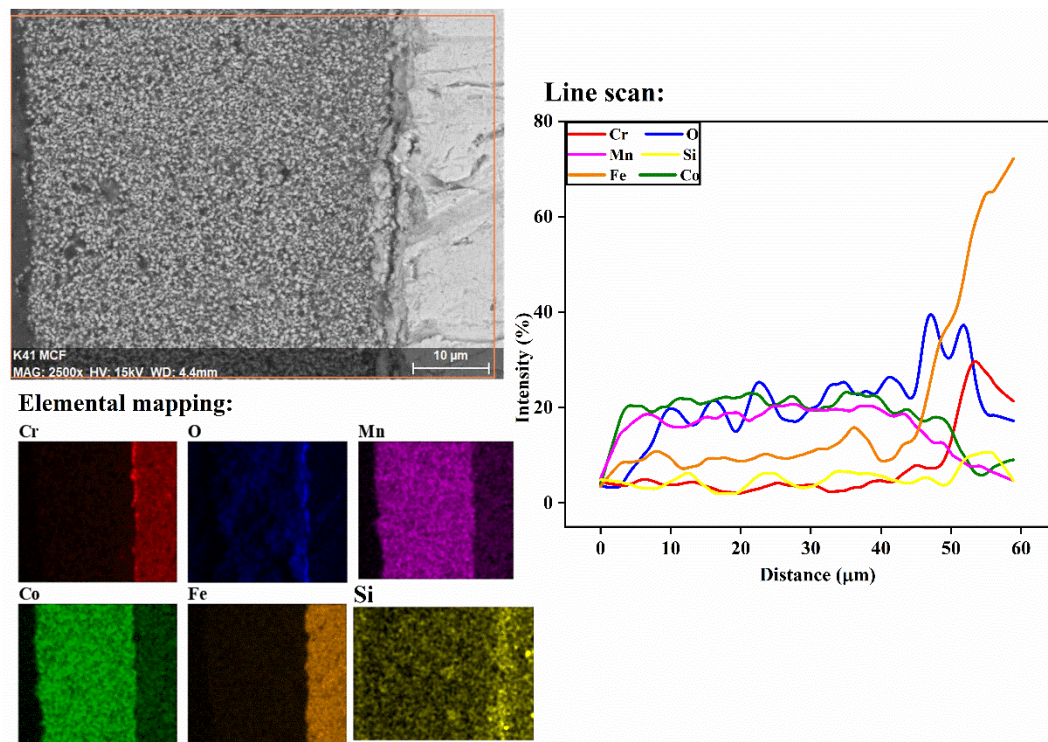 K41 MCF
MAG: 2500x HV: 15kV WD: 4.4mm
10 µm
Elemental mapping:
Cr O Mn
Co Fe Si
Line scan:
Cr O
Mn Si
Fe Co
80
60
40
20
0
Intensity (%)
0 10 20 30 40 50 60
Distance (µm)